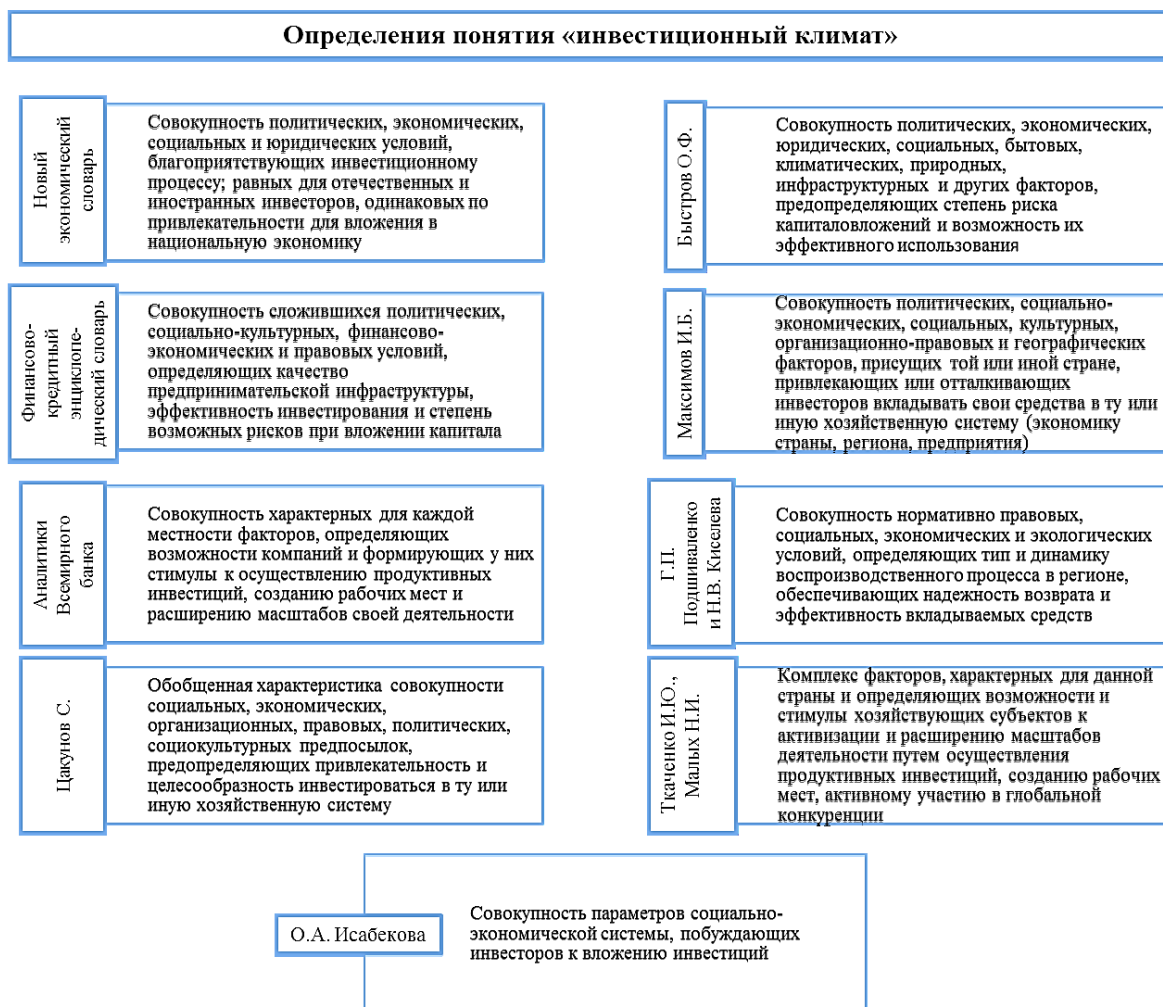 Определения понятия «инвестиционный климат»
Новый
экономический
словарь
Совокупность политических, экономических,
социальных и юридических условий,
благоприятствующих инвестиционному
процессу; равных для отечественных и
иностранных инвесторов, одинаковых по
привлекательности для вложения в
национальную экономику
Финансово-
кредитный
энциклопе-
дический словарь
Совокупность сложившихся политических,
социально-культурных, финансово-
экономических и правовых условий,
определяющих качество
предпринимательской инфраструктуры,
эффективность инвестирования и степень
возможных рисков при вложении капитала
Аналитики
Всемирного
банка
Совокупность характерных для каждой
местности факторов, определяющих
возможности компаний и формирующих у них
стимулы к осуществлению продуктивных
инвестиций, созданию рабочих мест и
расширению масштабов своей деятельности
Цакунов С.
Обобщенная характеристика совокупности
социальных, экономических,
организационных, правовых, политических,
социокультурных предпосылок,
предопределяющих привлекательность и
целесообразность инвестироваться в ту или
иную хозяйственную систему
Быстров О.Ф.
Совокупность политических, экономических,
юридических, социальных, бытовых,
климатических, природных,
инфраструктурных и других факторов,
предопределяющих степень риска
капиталовложений и возможность их
эффективного использования
Максимов И.Б.
Совокупность политических, социально-
экономических, социальных, культурных,
организационно-правовых и географических
факторов, присущих той или иной стране,
привлекающих или отталкивающих
инвесторов вкладывать свои средства в ту или
иную хозяйственную систему (экономику
страны, региона, предприятия)
Г.П.
Подшиваленко
и Н.В. Киселева
Совокупность нормативно правовых,
социальных, экономических и экологических
условий, определяющих тип и динамику
воспроизводственного процесса в регионе,
обеспечивающих надежность возврата и
эффективность вкладываемых средств
Ткаченко И.Ю.,
Малых Н.И.
Комплекс факторов, характерных для данной
страны и определяющих возможности и
стимулы хозяйствующих субъектов к
активизации и расширению масштабов
деятельности путем осуществления
продуктивных инвестиций, созданию рабочих
мест, активному участию в глобальной
конкуренции
О.А. Исабекова
Совокупность параметров социально-
экономической системы, побуждающих
инвесторов к вложению инвестиций